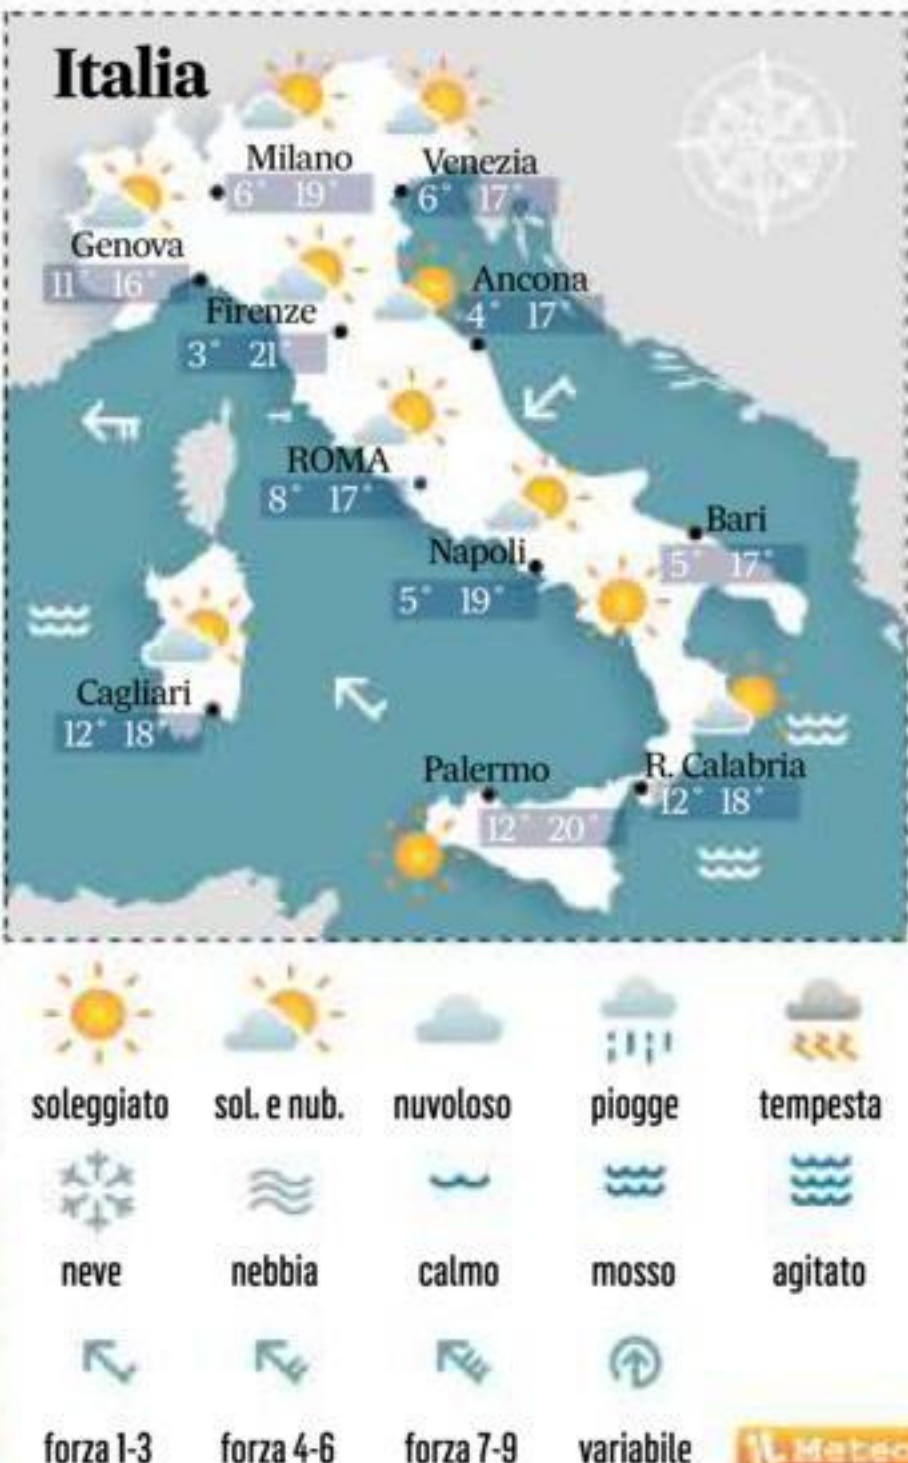 Italia
Milano
6° 19°
Venezia
6° 17°
Genova
11° 16°
Ancona
4° 17°
Firenze
3° 21°
ROMA
8° 17°
Bari
5° 17°
Napoli
5° 19°
Cagliari
12° 18°
Palermo
12° 20°
R. Calabria
12° 18°
soleggiato sol. e nub. nuvoloso piogge tempesta
neve nebbia calmo mosso agitato
forza 1-3 forza 4-6 forza 7-9 variabile